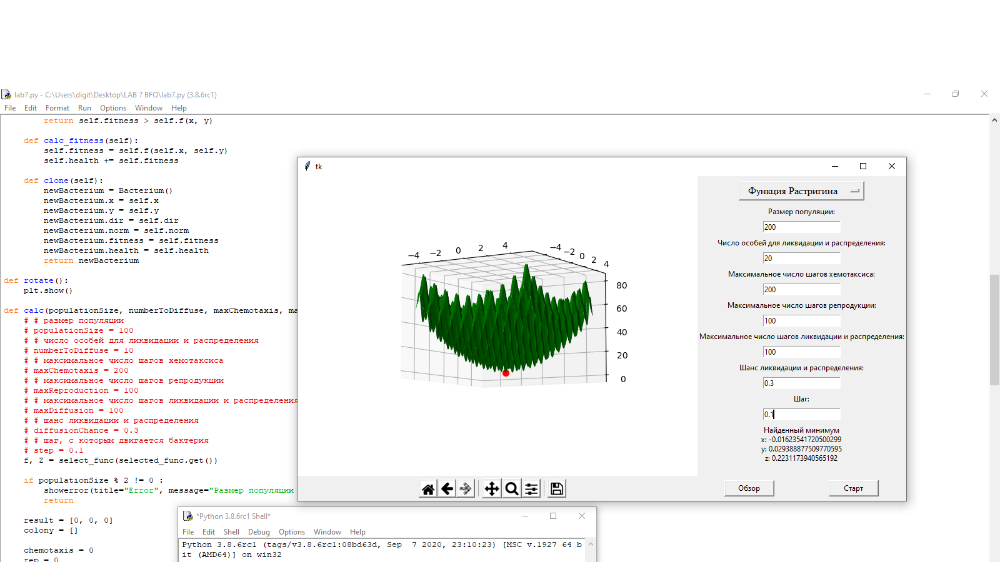 lab7.py - C:\Users\digit\Desktop\LAB 7 BFO\lab7.py (3.8.6rc1)
File Edit Format Run Options Window Help
return self.fitness > self.f(x, y)
def calc_fitness(self):
self.fitness = self.f(self.x, self.y)
self.health += self.fitness
def clone(self):
newBacterium = Bacterium()
newBacterium.x = self.x
newBacterium.y = self.y
newBacterium.dir = self.dir
newBacterium.norm = self.norm
newBacterium.fitness = self.fitness
newBacterium.health = self.health
return newBacterium
def rotate():
plt.show()
def calc(populationSize, numberToDiffuse, maxChemotaxis, ma
# # размер популяции
# populationSize = 100
# # число особей для ликвидации и распределения
# numberToDiffuse = 10
# # максимальное число шагов хемотаксиса
# maxChemotaxis = 200
# # максимальное число шагов репродукции
# maxReproduction = 100
# # максимальное число шагов ликвидации и распределения
# maxDiffusion = 100
# # шанс ликвидации и распределения
# diffusionChance = 0.3
# # шаг, с которым двигается бактерия
# step = 0.1
f, Z = select_func(selected_func.get())
if populationSize % 2 != 0 :
showerror(title="Error", message="Размер популяции
return
result = [0, 0, 0]
colony = []
chemotaxis = 0
rep = 0
tk
−4 −2 0 2 4
−4 −2 0 2 4
80
60
40
20
0
Функция Растригина
Размер популяции:
200
Число особей для ликвидации и распределения:
20
Максимальное число шагов хемотаксиса:
200
Максимальное число шагов репродукции:
100
Максимальное число шагов ликвидации и распределения:
100
Шанс ликвидации и распределения:
0.3
Шаг:
0.1
Найденный минимум
x: -0.01623541720500299
y: 0.029388877509770595
z: 0.2231173940565192
Обзор Старт
*Python 3.8.6rc1 Shell*
File Edit Shell Debug Options Window Help
Python 3.8.6rc1 (tags/v3.8.6rc1:08bd63d, Sep  7 2020, 23:10:23) [MSC v.1927 64 b
it (AMD64)] on win32